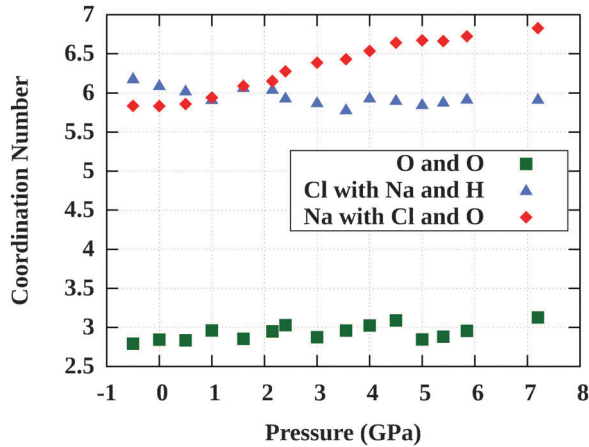 7
6.5
6
5.5
5
4.5
4
3.5
3
2.5
Coordination Number
O and O
Cl with Na and H
Na with Cl and O
-1 0 1 2 3 4 5 6 7 8
Pressure (GPa)